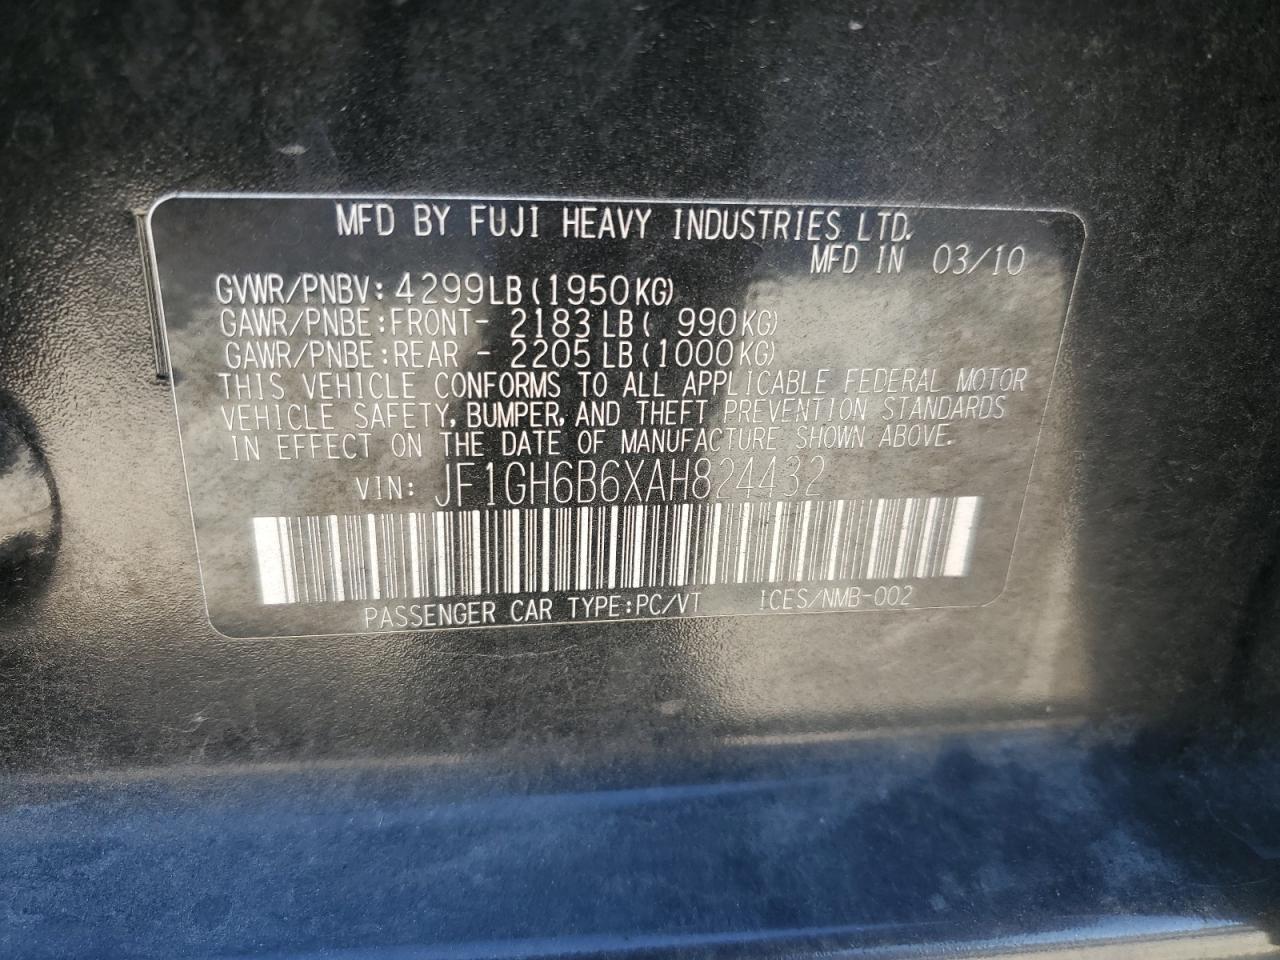 MFD BY FUJI HEAVY INDUSTRIES LTD.
MFD IN 03/10
GVWR/PNBV: 4299LB (1950KG)
GAWR/PNBE:FRONT- 2183LB( 990KG)
GAWR/PNBE:REAR - 2205LB(1000KG)
THIS VEHICLE CONFORMS TO ALL APPLICABLE FEDERAL MOTOR
VEHICLE SAFETY, BUMPER, AND THEFT PREVENTION STANDARDS
IN EFFECT ON THE DATE OF MANUFACTURE SHOWN ABOVE.
VIN: JF1GH6B6XAH824432
PASSENGER CAR TYPE:PC/VT ICES/NMB-002